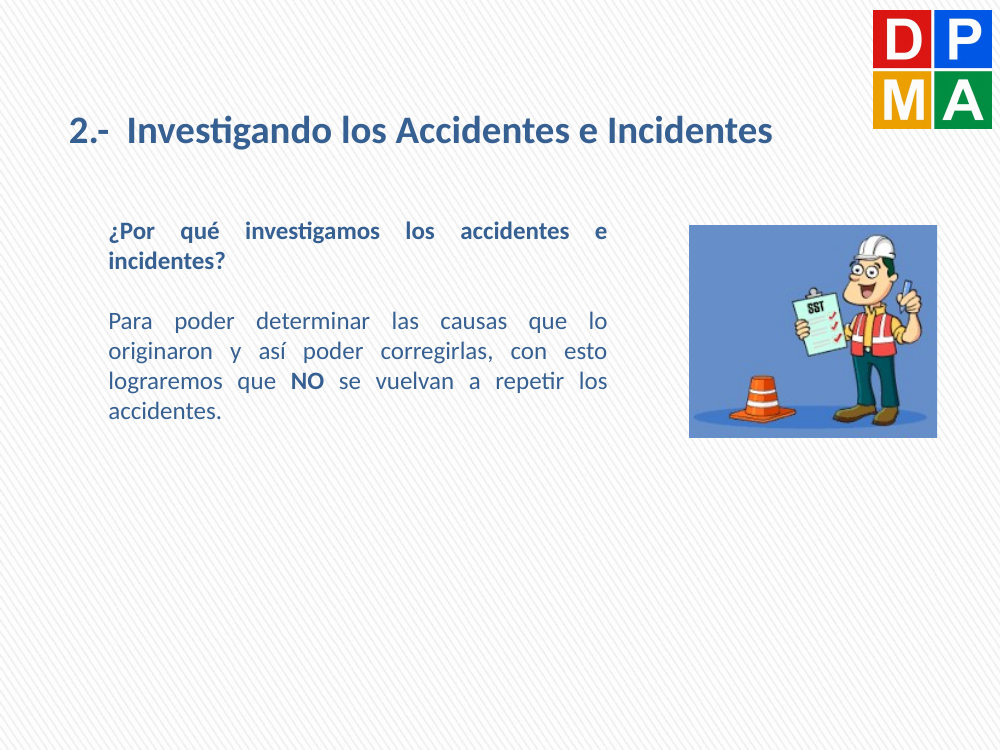 D P
M A
2.- Investigando los Accidentes e Incidentes
¿Por qué investigamos los accidentes e
incidentes?
Para poder determinar las causas que lo
originaron y así poder corregirlas, con esto
lograremos que NO se vuelvan a repetir los
accidentes.
SST